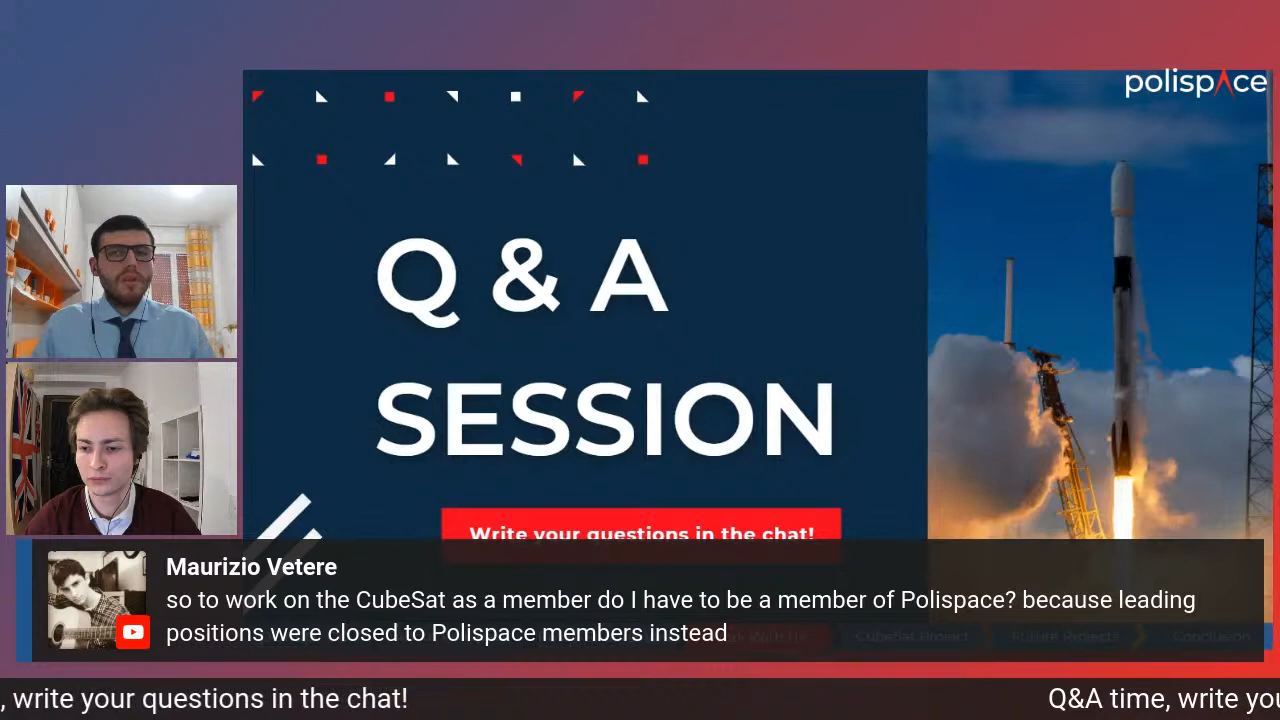 polispace
Q & A
SESSION
Write your questions in the chat!
Maurizio Vetere
so to work on the CubeSat as a member do I have to be a member of Polispace? because leading
positions were closed to Polispace members instead
CubeSat Project
Future Projects
Conclusion
, write your questions in the chat!
Q&A time, write you